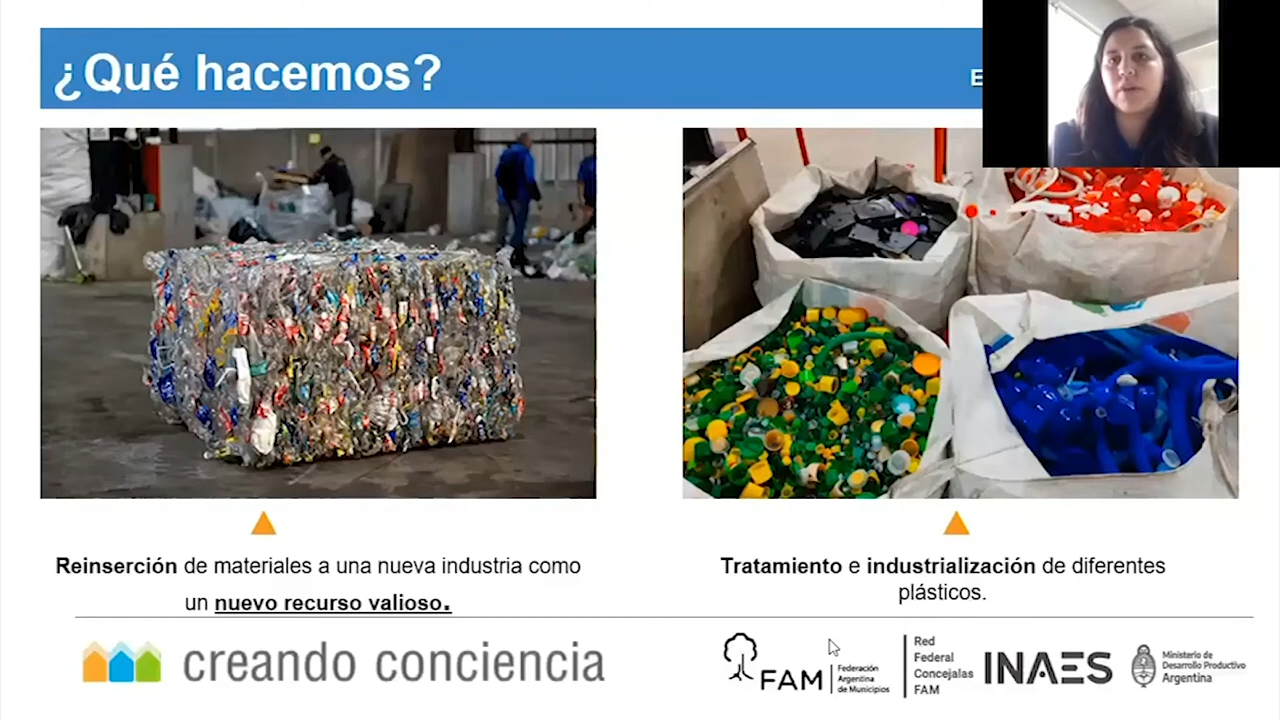 ¿Qué hacemos?
E
Reinserción de materiales a una nueva industria como
un nuevo recurso valioso.
Tratamiento e industrialización de diferentes
plásticos.
creando conciencia
FAM
Federación
Argentina
de Municipios
Red
Federal
Concejalas
FAM
INAES
Ministerio de
Desarrollo Productivo
Argentina